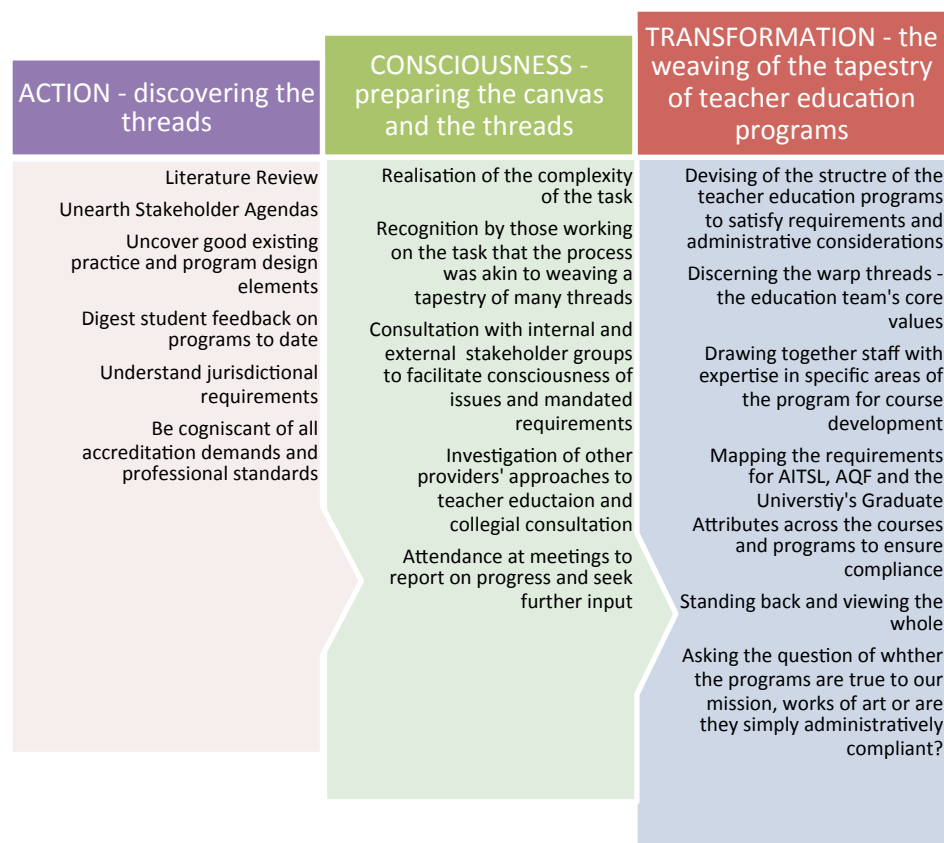 ACTION - discovering the
threads
Literature Review
Unearth Stakeholder Agendas
Uncover good existing
practice and program design
elements
Digest student feedback on
programs to date
Understand jurisdictional
requirements
Be cogniscant of all
accreditation demands and
professional standards
CONSCIOUSNESS -
preparing the canvas
and the threads
Realisation of the complexity
of the task
Recognition by those working
on the task that the process
was akin to weaving a
tapestry of many threads
Consultation with internal and
external stakeholder groups
to facilitate consciousness of
issues and mandated
requirements
Investigation of other
providers' approaches to
teacher eductaion and
collegial consultation
Attendance at meetings to
report on progress and seek
further input
TRANSFORMATION - the
weaving of the tapestry
of teacher education
programs
Devising of the structre of the
teacher education programs
to satisfy requirements and
administrative considerations
Discerning the warp threads -
the education team's core
values
Drawing together staff with
expertise in specific areas of
the program for course
development
Mapping the requirements
for AITSL, AQF and the
Universtiy's Graduate
Attributes across the courses
and programs to ensure
compliance
Standing back and viewing the
whole
Asking the question of whther
the programs are true to our
mission, works of art or are
they simply administratively
compliant?